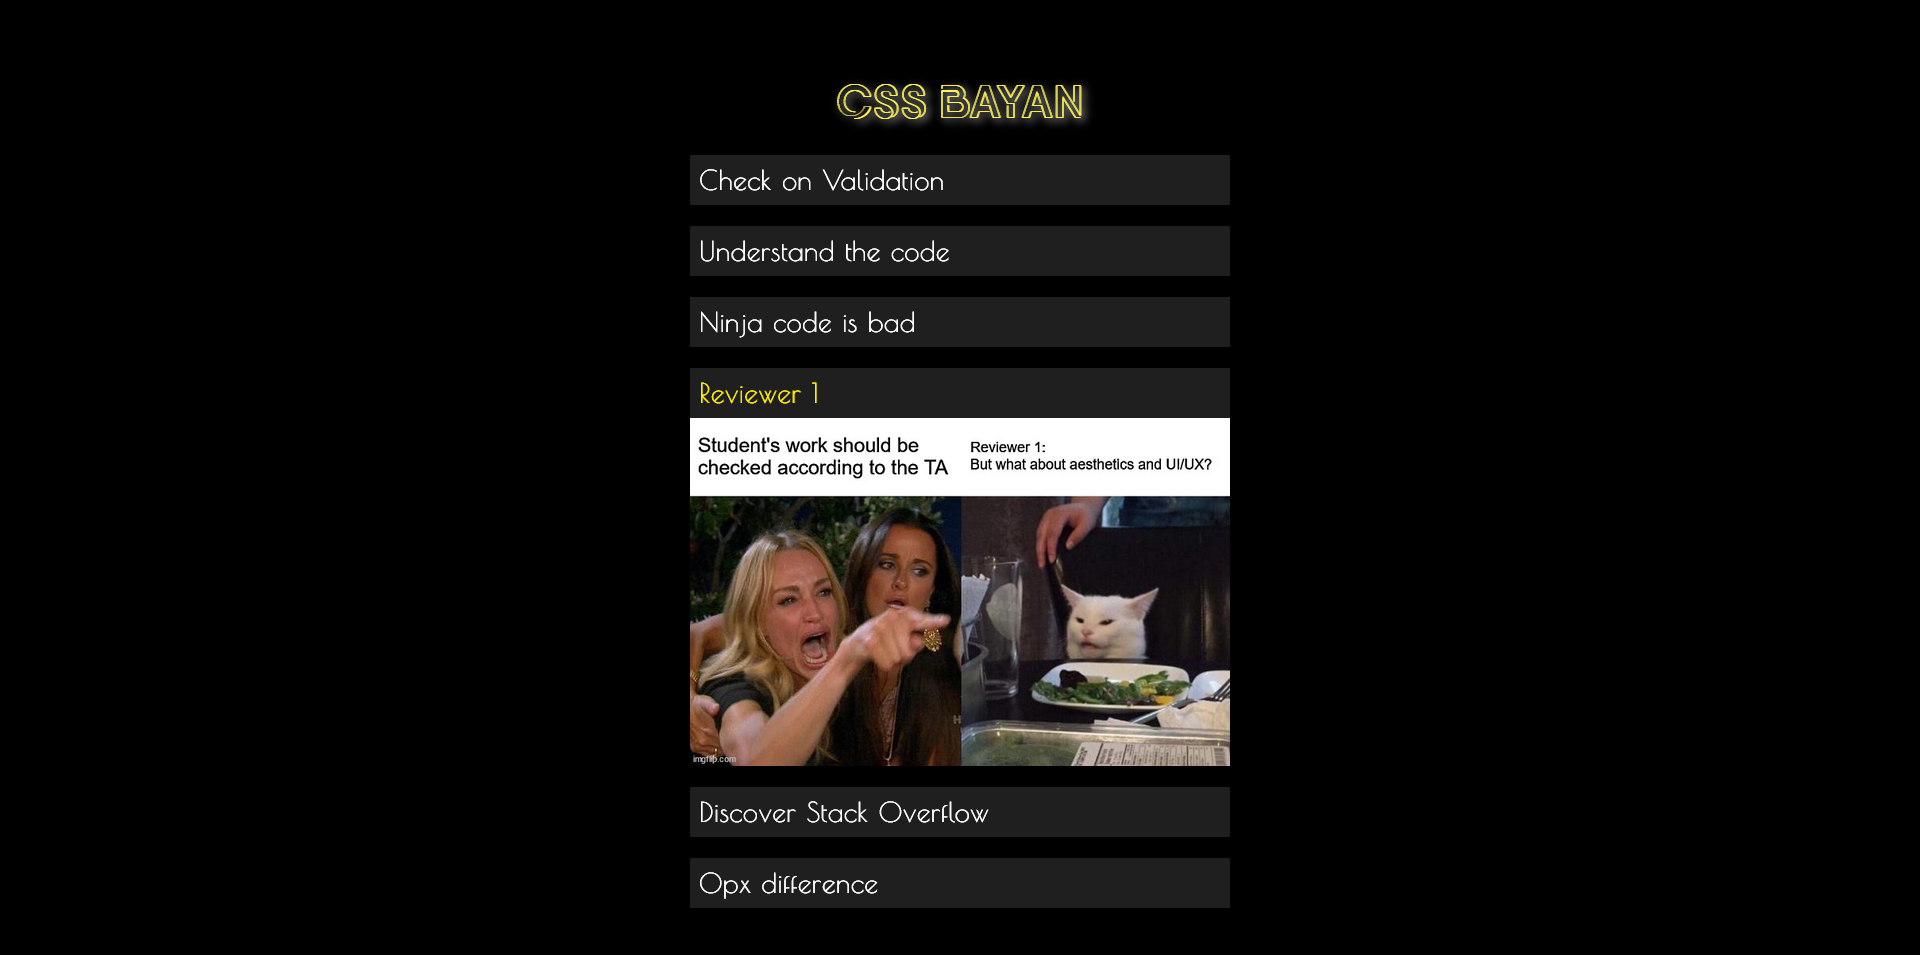 CSS BAYAN
Check on Validation
Understand the code
Ninja code is bad
Reviewer 1
Student's work should be
checked according to the TA
Reviewer 1:
But what about aesthetics and UI/UX?
H
imgflip.com
Discover Stack Overflow
Opx difference